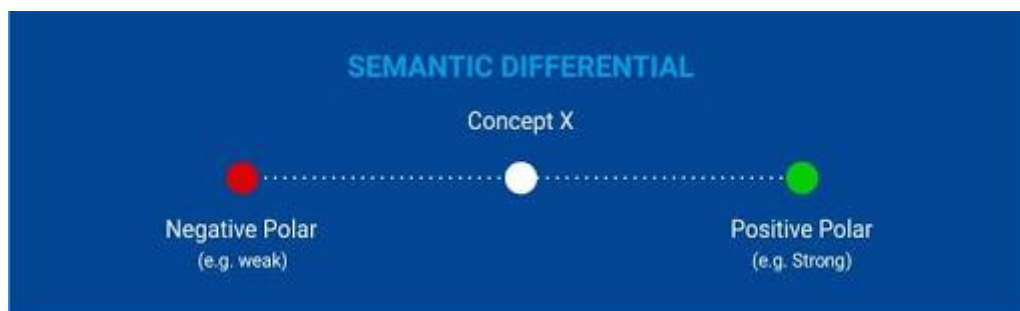 SEMANTIC DIFFERENTIAL
Concept X
Negative Polar
(e.g. weak)
Positive Polar
(e.g. Strong)